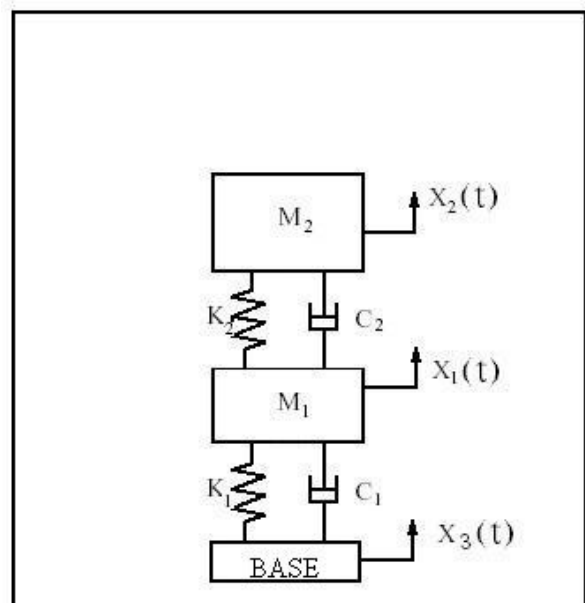 M₂
X₂(t)
K₂
C₂
X₁(t)
M₁
K₁
C₁
X₃(t)
BASE